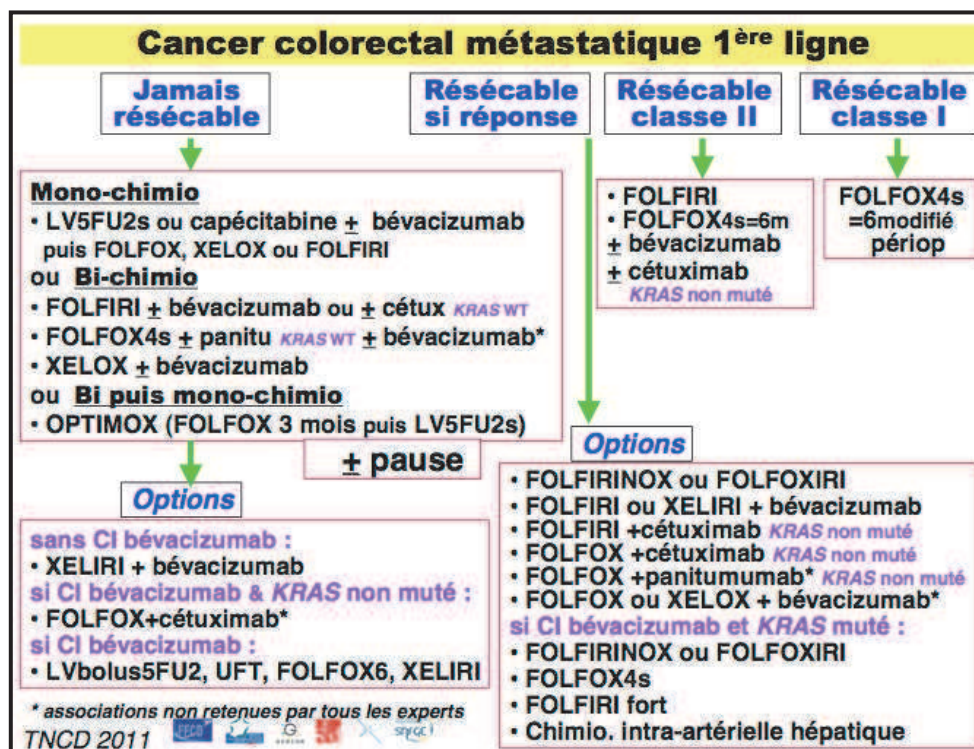 Cancer colorectal métastatique 1ère ligne
Jamais
résécable
Résécable
si réponse
Résécable
classe II
Résécable
classe I
Mono-chimio
• LV5FU2s ou capécitabine ± bévacizumab
puis FOLFOX, XELOX ou FOLFIRI
ou Bi-chimio
• FOLFIRI ± bévacizumab ou ± cétux KRAS WT
• FOLFOX4s ± panitu KRAS WT ± bévacizumab*
• XELOX ± bévacizumab
ou Bi puis mono-chimio
• OPTIMOX (FOLFOX 3 mois puis LV5FU2s)
± pause
• FOLFIRI
• FOLFOX4s=6m
± bévacizumab
± cétuximab
KRAS non muté
FOLFOX4s
=6modifié
périop
Options
sans CI bévacizumab :
• XELIRI + bévacizumab
si CI bévacizumab & KRAS non muté :
• FOLFOX+cétuximab*
si CI bévacizumab :
• LVbolus5FU2, UFT, FOLFOX6, XELIRI
Options
• FOLFIRINOX ou FOLFOXIRI
• FOLFIRI ou XELIRI + bévacizumab
• FOLFIRI +cétuximab KRAS non muté
• FOLFOX +cétuximab KRAS non muté
• FOLFOX +panitumumab* KRAS non muté
• FOLFOX ou XELOX + bévacizumab*
si CI bévacizumab et KRAS muté :
• FOLFIRINOX ou FOLFOXIRI
• FOLFOX4s
• FOLFIRI fort
• Chimio. intra-artérielle hépatique
* associations non retenues par tous les experts
TNCD 2011